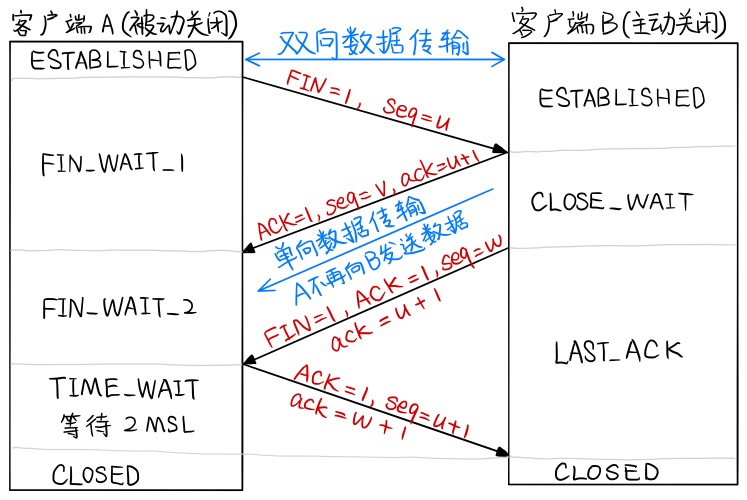 客户端 A (被动关闭)
客户端 B (主动关闭)
双向数据传输
ESTABLISHED
FIN=1, seq=u
ESTABLISHED
FIN_WAIT_1
ACK=1, seq=v, ack=u+1
CLOSE_WAIT
单向数据传输
A不再向B发送数据
FIN_WAIT_2
FIN=1, ACK=1, seq=w
ack=u+1
LAST_ACK
TIME_WAIT
等待 2MSL
ACK=1, seq=u+1
ack=w+1
CLOSED
CLOSED